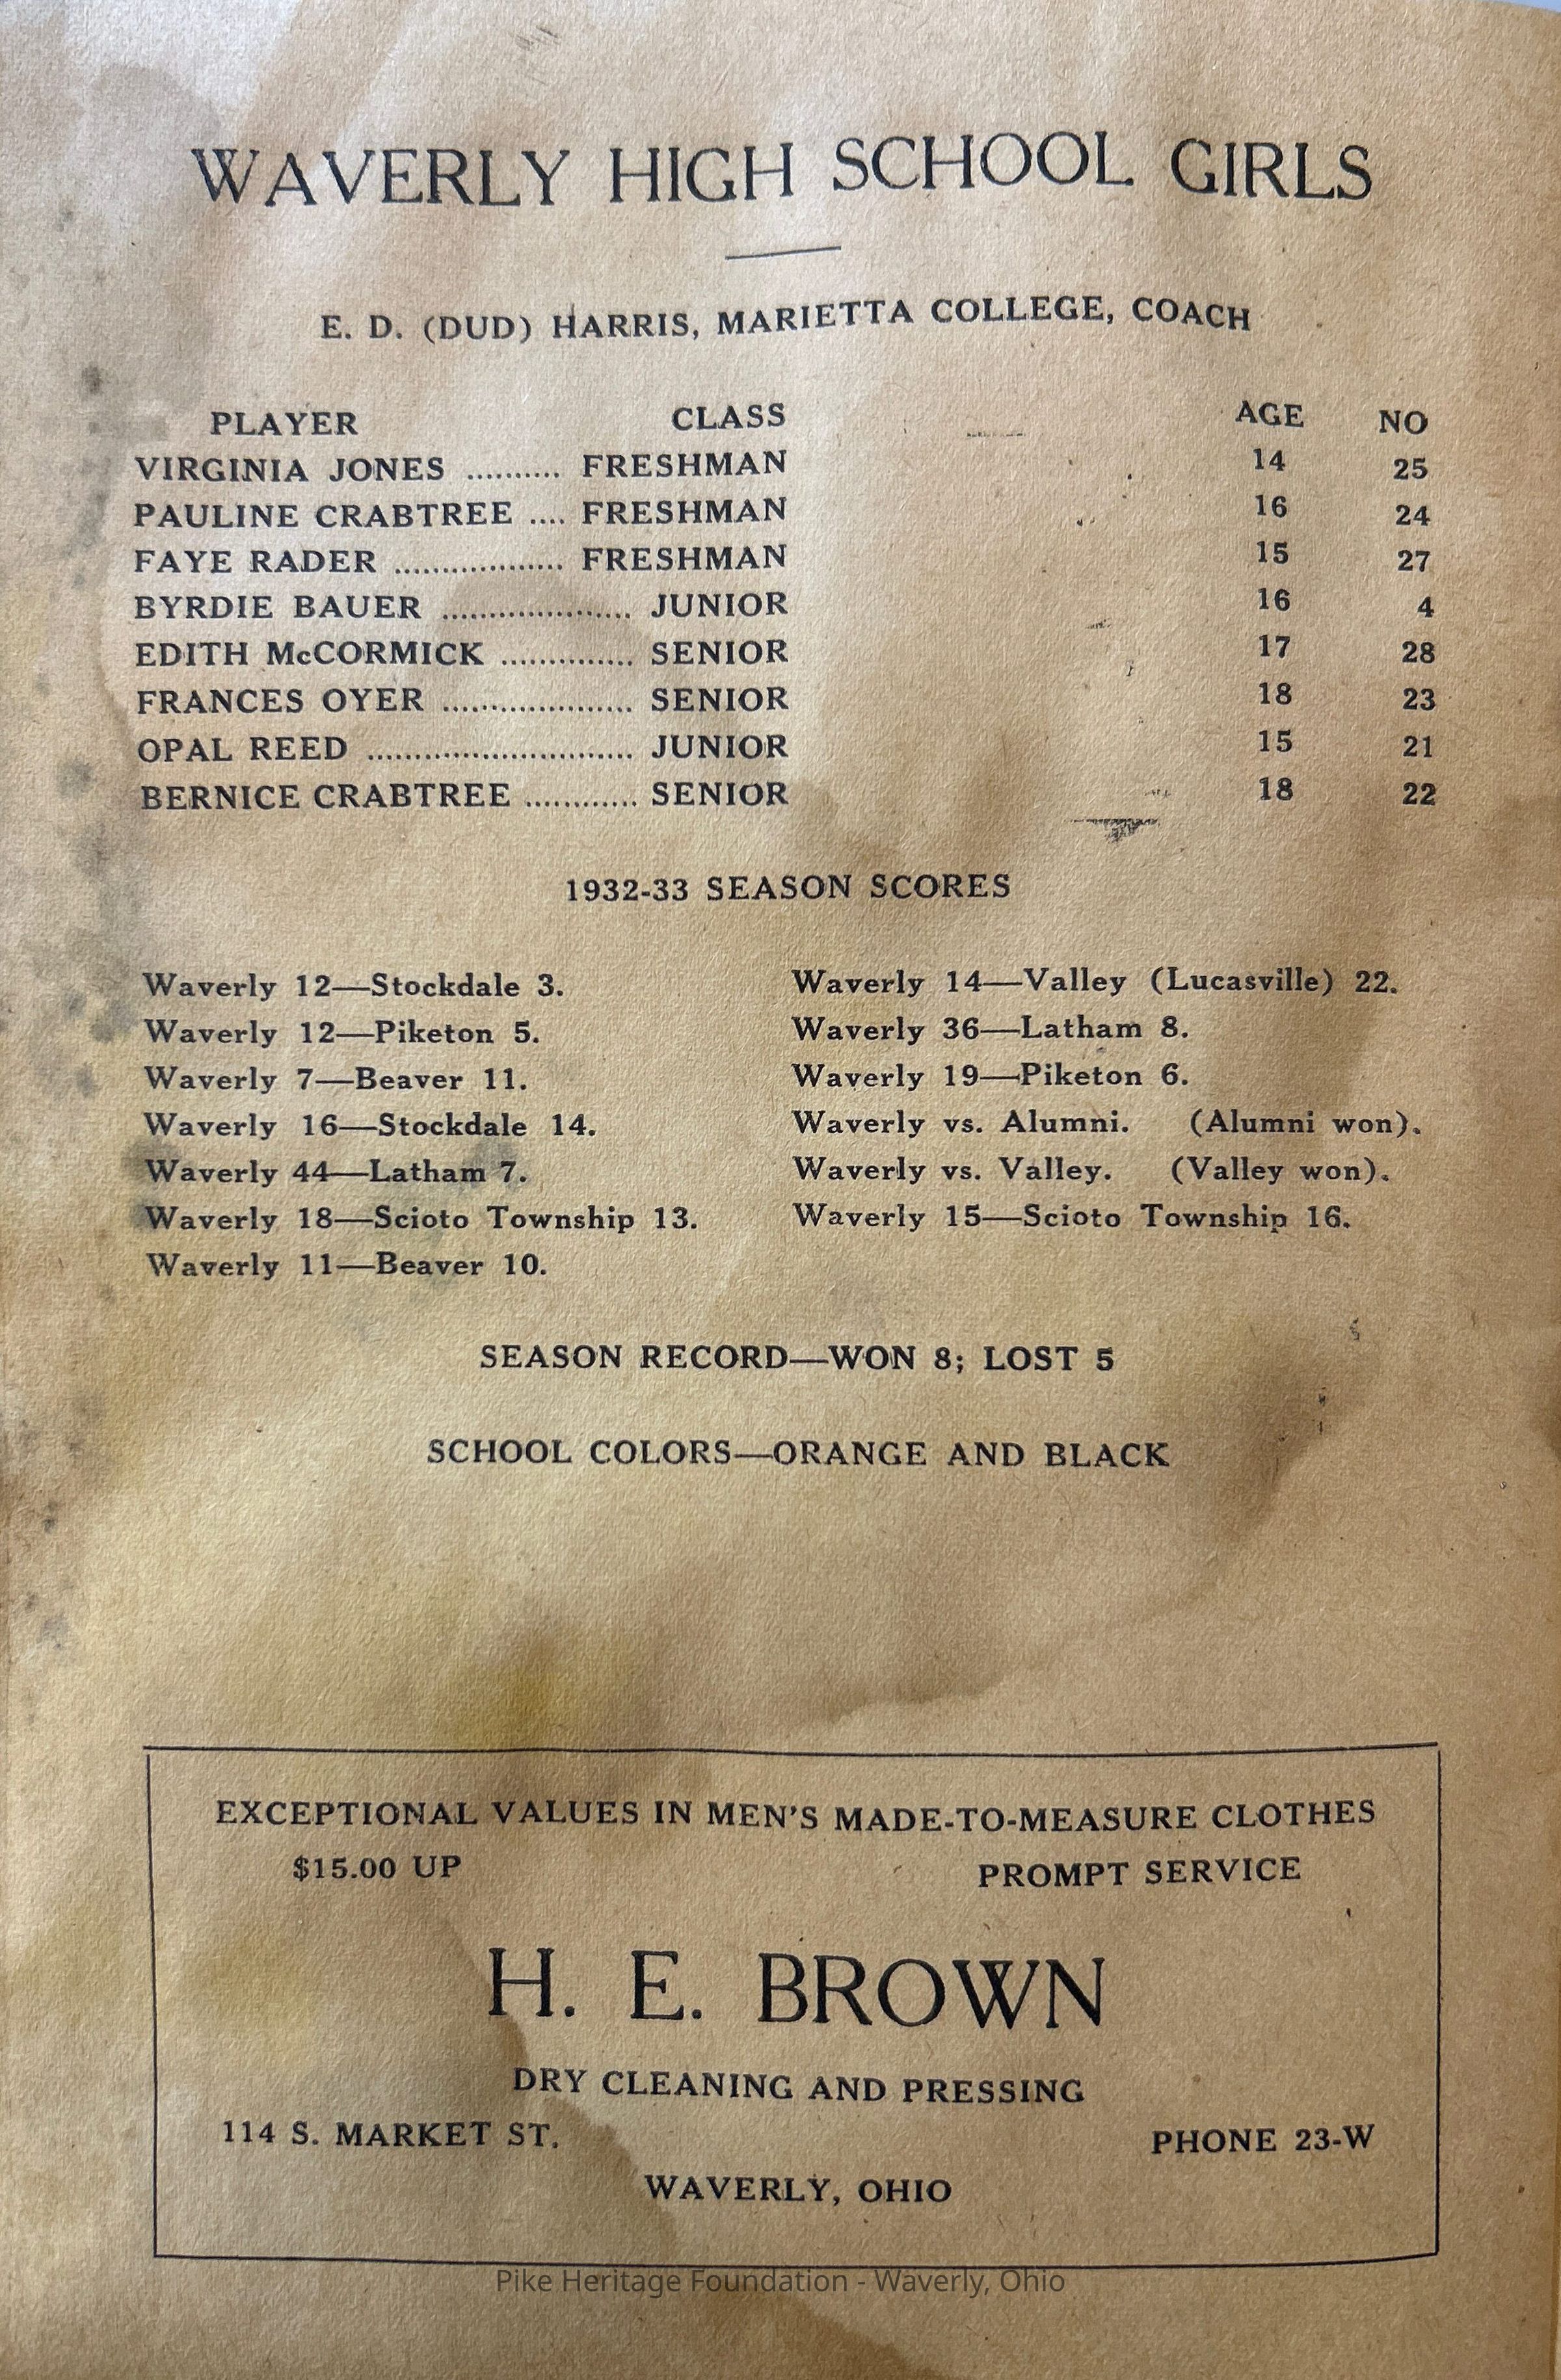 WAVERLY HIGH SCHOOL GIRLS
E. D. (DUD) HARRIS, MARIETTA COLLEGE, COACH
PLAYER CLASS AGE NO
VIRGINIA JONES .......... FRESHMAN 14 25
PAULINE CRABTREE .... FRESHMAN 16 24
FAYE RADER .................. FRESHMAN 15 27
BYRDIE BAUER .................... JUNIOR 16 4
EDITH McCORMICK .............. SENIOR 17 28
FRANCES OYER .................... SENIOR 18 23
OPAL REED ............................ JUNIOR 15 21
BERNICE CRABTREE ............ SENIOR 18 22
1932-33 SEASON SCORES
Waverly 12—Stockdale 3.
Waverly 12—Piketon 5.
Waverly 7—Beaver 11.
Waverly 16—Stockdale 14.
Waverly 44—Latham 7.
Waverly 18—Scioto Township 13.
Waverly 11—Beaver 10.
Waverly 14—Valley (Lucasville) 22.
Waverly 36—Latham 8.
Waverly 19—Piketon 6.
Waverly vs. Alumni. (Alumni won).
Waverly vs. Valley. (Valley won).
Waverly 15—Scioto Township 16.
SEASON RECORD—WON 8; LOST 5
SCHOOL COLORS—ORANGE AND BLACK
EXCEPTIONAL VALUES IN MEN'S MADE-TO-MEASURE CLOTHES
$15.00 UP PROMPT SERVICE
H. E. BROWN
DRY CLEANING AND PRESSING
114 S. MARKET ST. PHONE 23-W
WAVERLY, OHIO
Pike Heritage Foundation - Waverly, Ohio